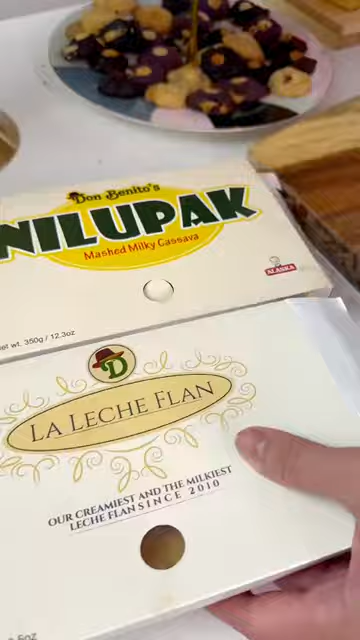 Don Benito's
NILUPAK
Mashed Milky Cassava
ALASKA
et wt. 350g / 12.3oz
D
LA LECHE FLAN
OUR CREAMIEST AND THE MILKIEST
LECHE FLAN SINCE 2010